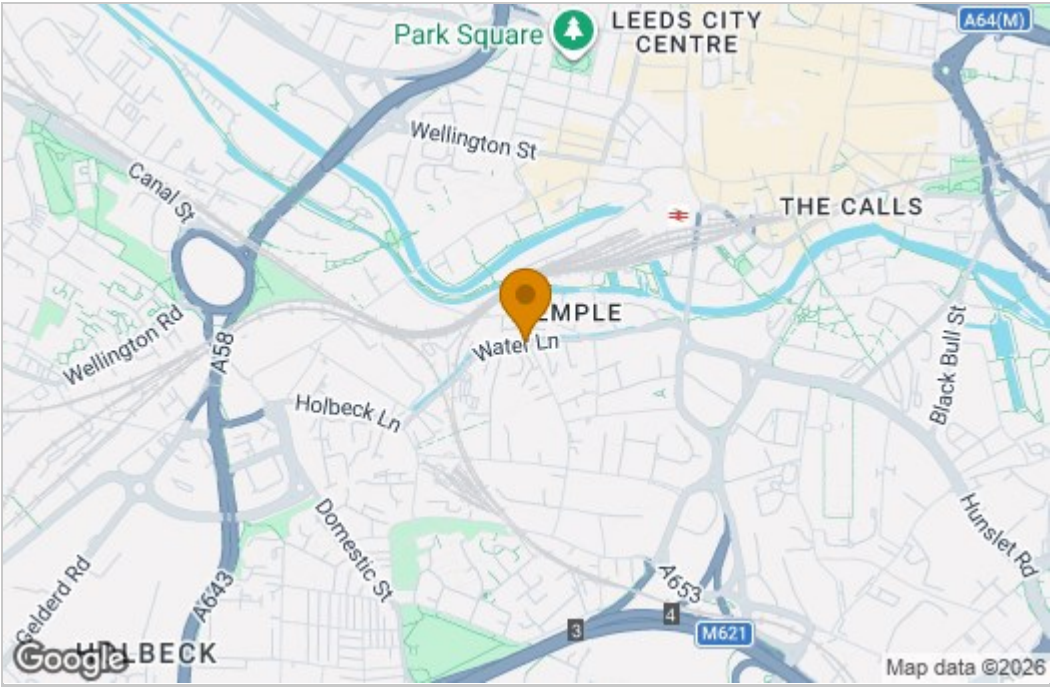 A64(M)
Park Square
LEEDS CITY
CENTRE
Wellington St
Canal St
THE CALLS
EMPLE
Water Ln
Wellington Rd
A58
Black Bull St
Holbeck Ln
Domestic St
Hunslet Rd
Gelderd Rd
A643
A653
3
4
M621
Google
HOLBECK
Map data ©2026